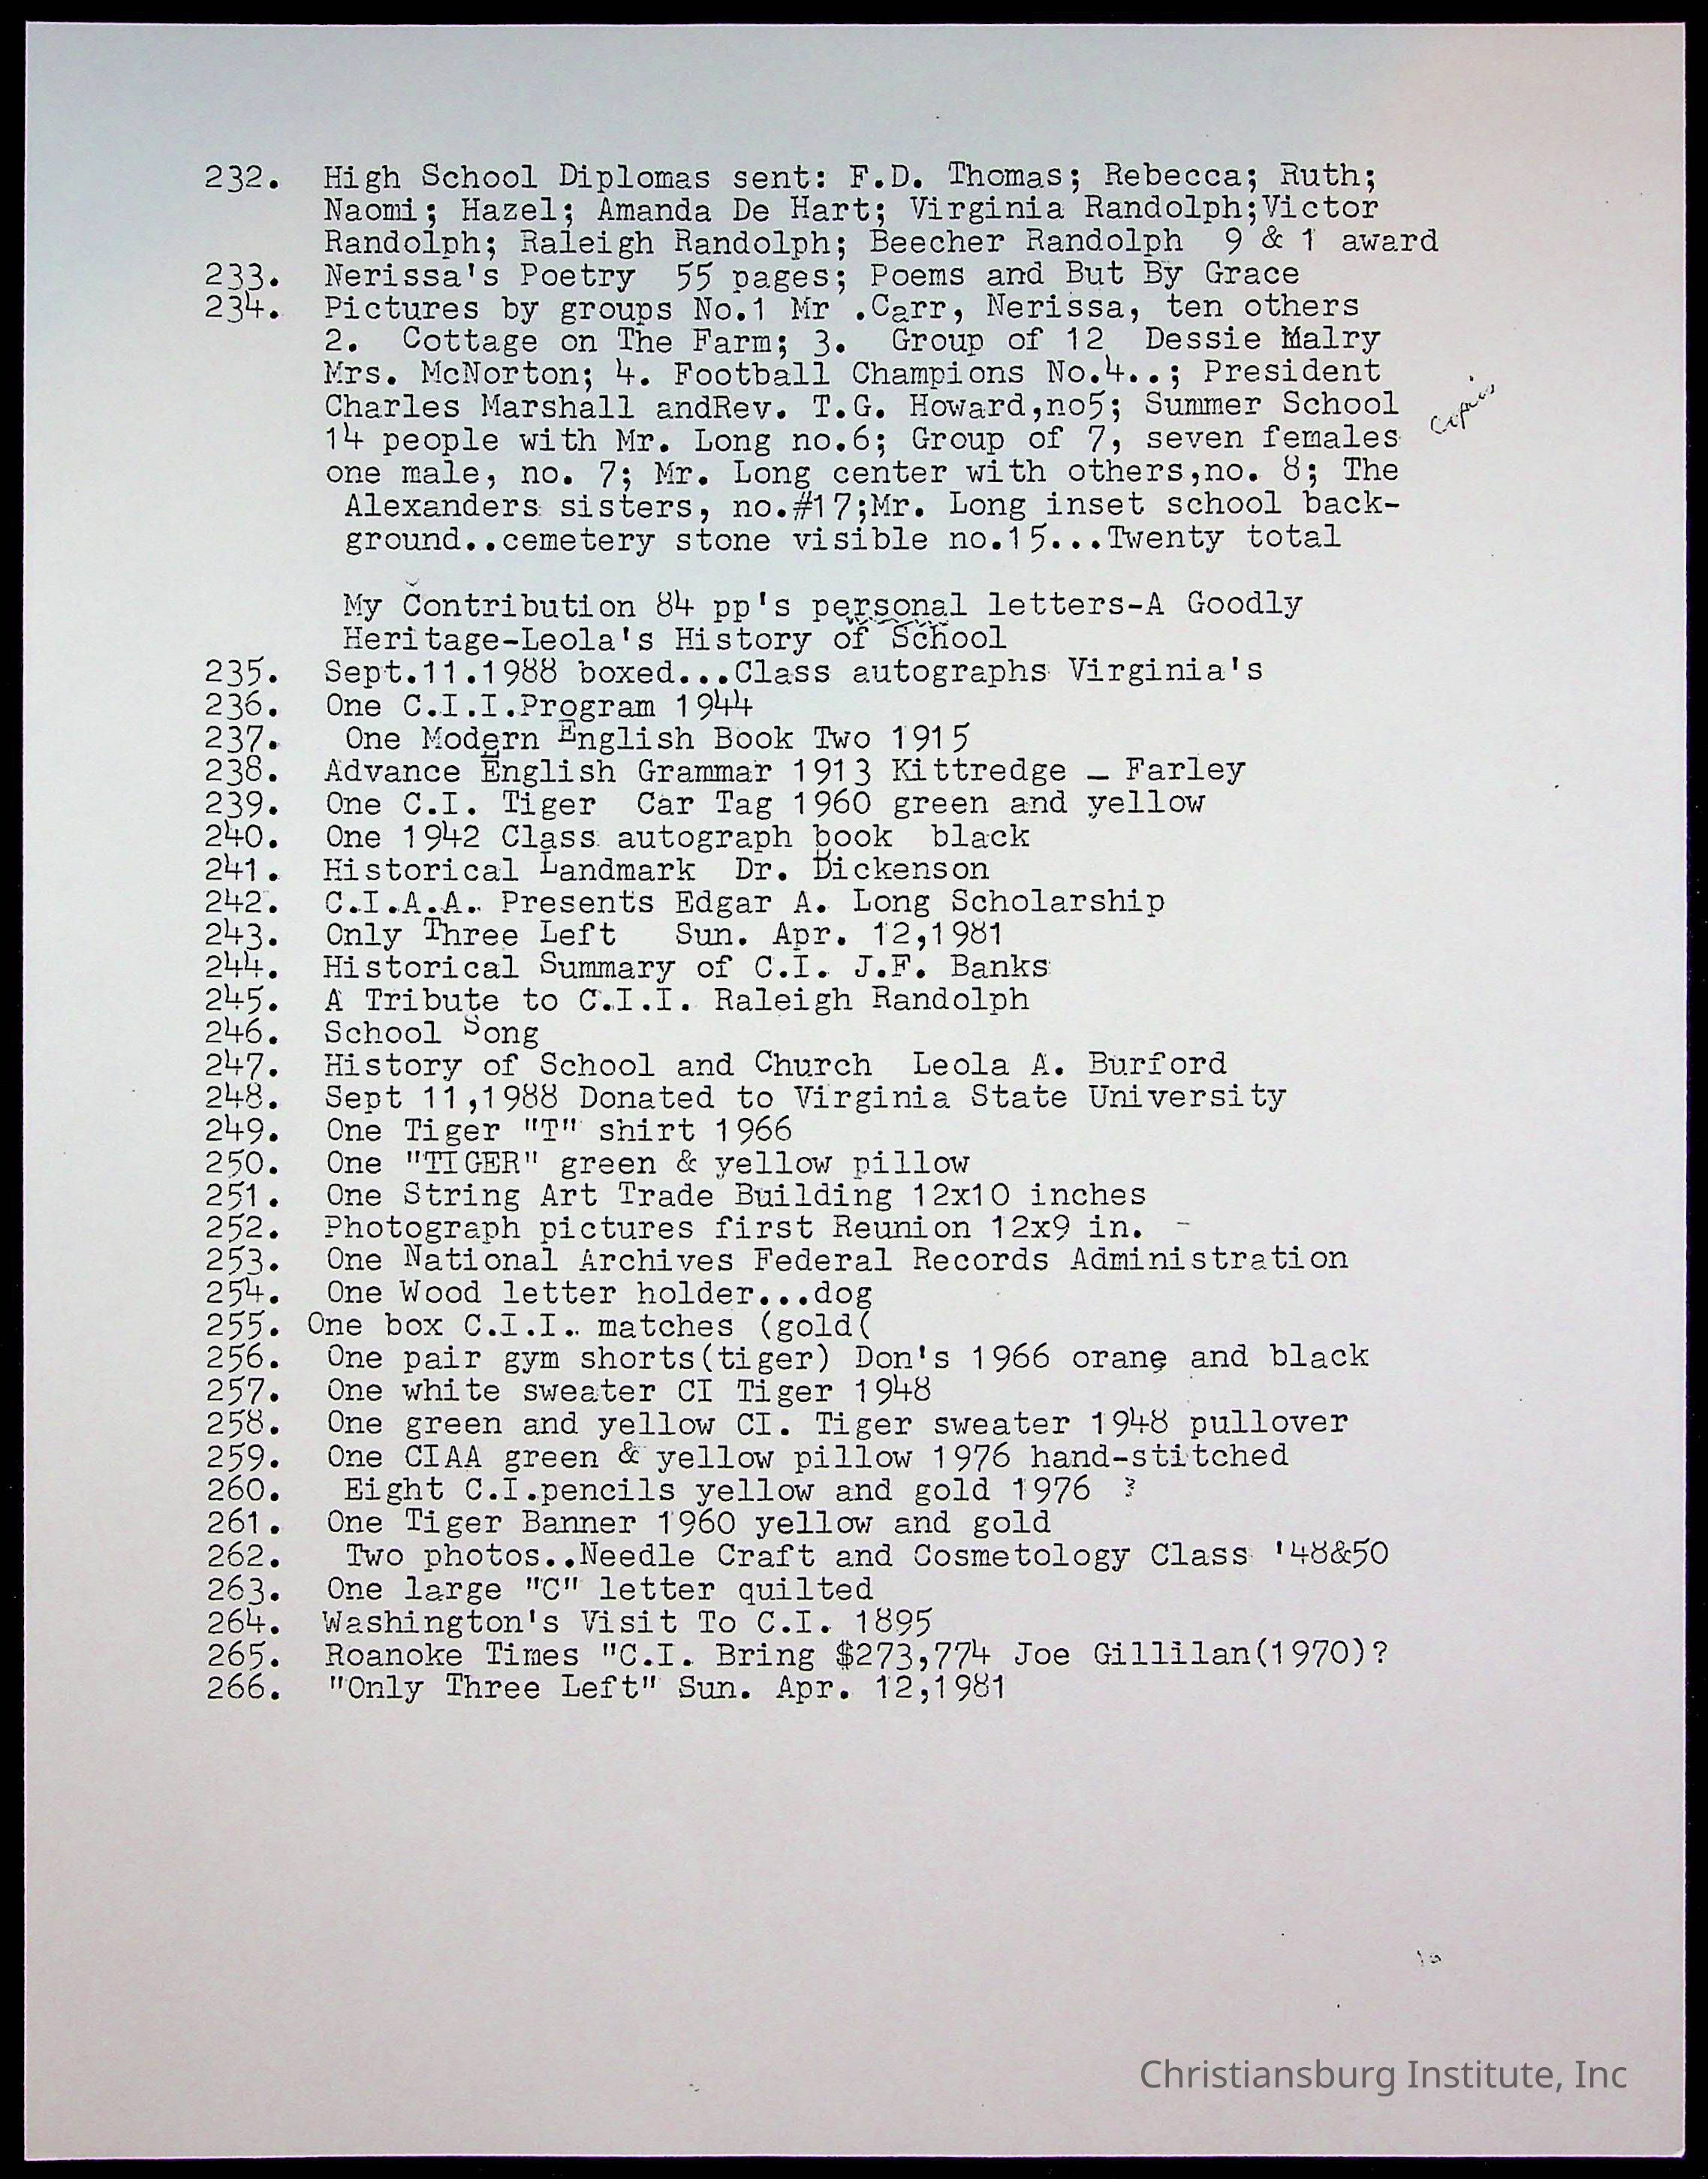 232. High School Diplomas sent: F.D. Thomas; Rebecca; Ruth;
Naomi; Hazel; Amanda De Hart; Virginia Randolph;Victor
Randolph; Raleigh Randolph; Beecher Randolph 9 & 1 award
233. Nerissa's Poetry 55 pages; Poems and But By Grace
234. Pictures by groups No.1 Mr .Carr, Nerissa, ten others
2. Cottage on The Farm; 3. Group of 12 Dessie Malry
Mrs. McNorton; 4. Football Champions No.4..; President
Charles Marshall andRev. T.G. Howard,no5; Summer School
copies
14 people with Mr. Long no.6; Group of 7, seven females
one male, no. 7; Mr. Long center with others,no. 8; The
Alexanders sisters, no.#17;Mr. Long inset school back-
ground..cemetery stone visible no.15...Twenty total
My Contribution 84 pp's personal letters-A Goodly
Heritage-Leola's History of School
235. Sept.11.1988 boxed...Class autographs Virginia's
236. One C.I.I.Program 1944
237. One Modern English Book Two 1915
238. Advance English Grammar 1913 Kittredge _ Farley
239. One C.I. Tiger Car Tag 1960 green and yellow
240. One 1942 Class autograph book black
241. Historical Landmark Dr. Dickenson
242. C.I.A.A. Presents Edgar A. Long Scholarship
243. Only Three Left Sun. Apr. 12,1981
244. Historical Summary of C.I. J.F. Banks
245. A Tribute to C.I.I. Raleigh Randolph
246. School Song
247. History of School and Church Leola A. Burford
248. Sept 11,1988 Donated to Virginia State University
249. One Tiger "T" shirt 1966
250. One "TIGER" green & yellow pillow
251. One String Art Trade Building 12x10 inches
252. Photograph pictures first Reunion 12x9 in. -
253. One National Archives Federal Records Administration
254. One Wood letter holder...dog
255. One box C.I.I. matches (gold(
256. One pair gym shorts(tiger) Don's 1966 orang and black
257. One white sweater CI Tiger 1948
258. One green and yellow CI. Tiger sweater 1948 pullover
259. One CIAA green & yellow pillow 1976 hand-stitched
260. Eight C.I.pencils yellow and gold 1976 ?
261. One Tiger Banner 1960 yellow and gold
262. Two photos..Needle Craft and Cosmetology Class '48&50
263. One large "C" letter quilted
264. Washington's Visit To C.I. 1895
265. Roanoke Times "C.I. Bring $273,774 Joe Gillilan(1970)?
266. "Only Three Left" Sun. Apr. 12,1981
Christiansburg Institute, Inc